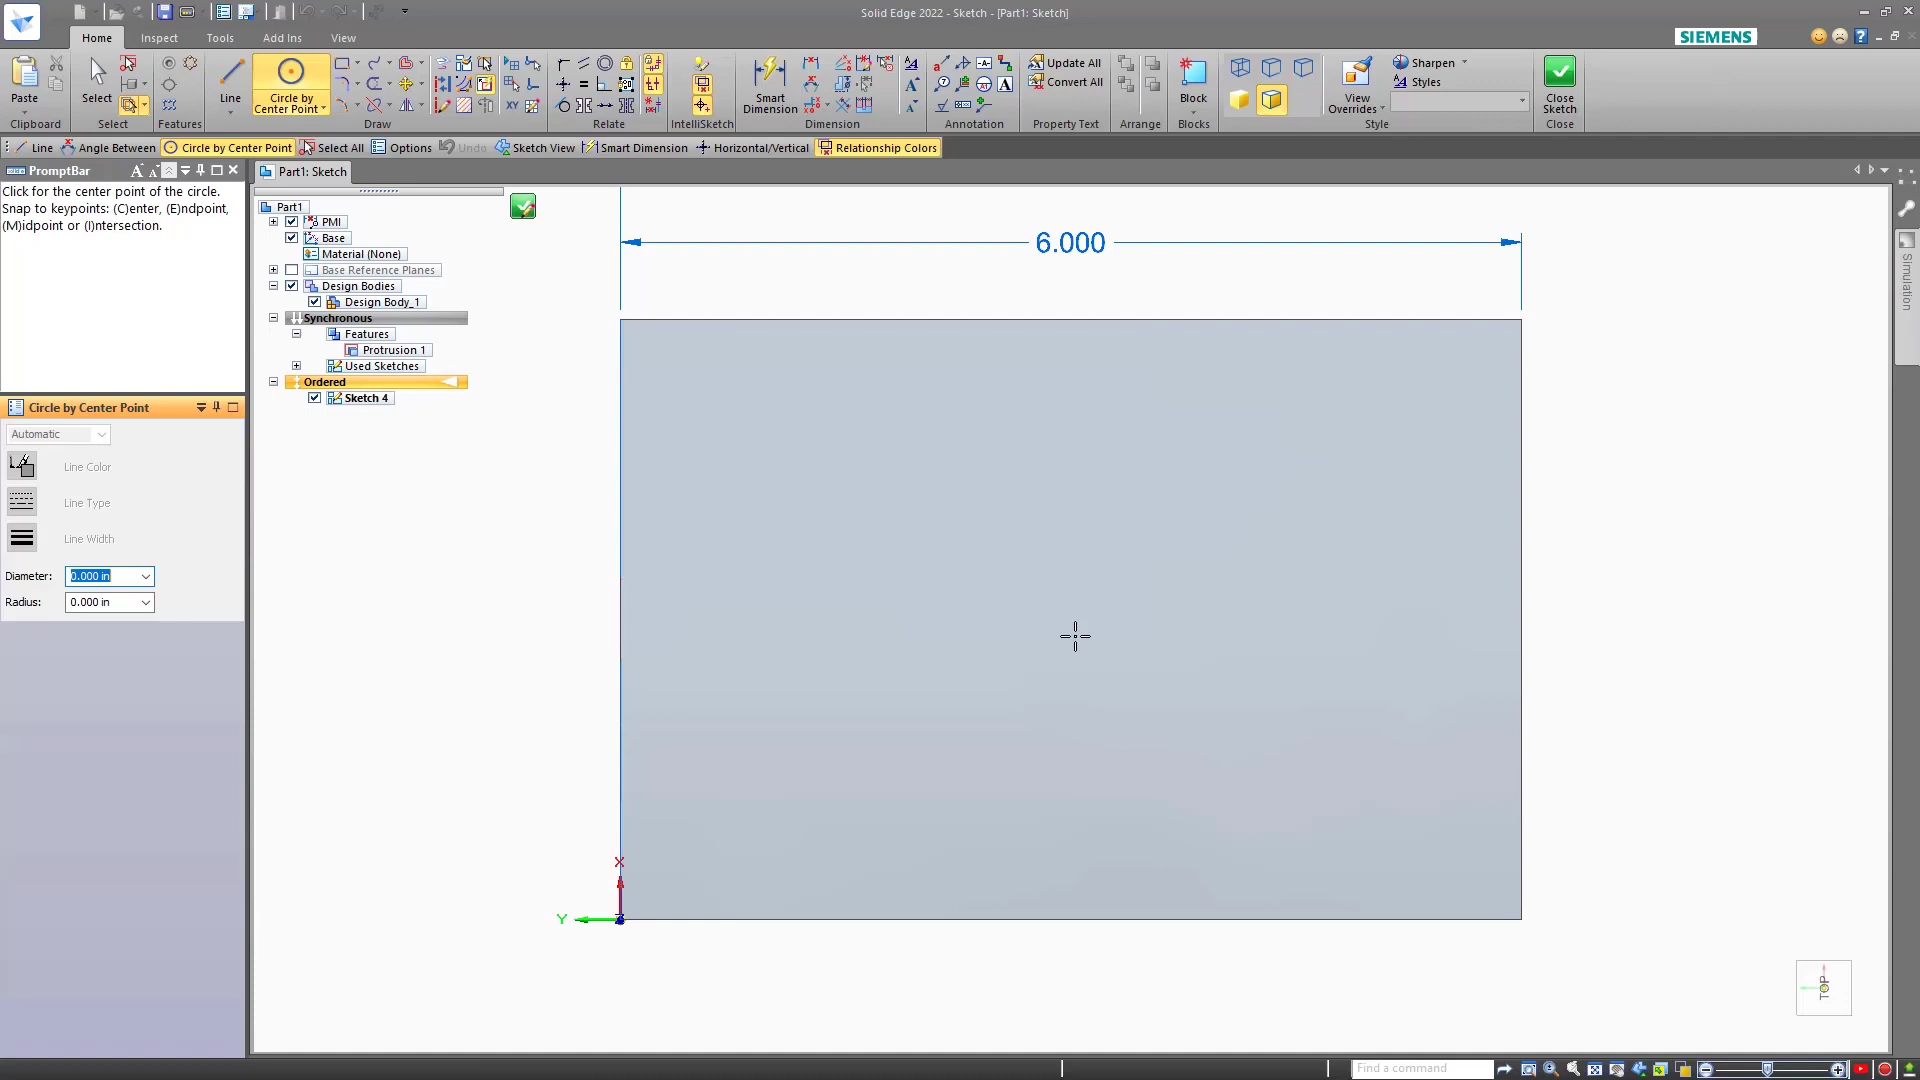 Solid Edge 2022 - Sketch - [Part1: Sketch]
Home
Inspect
Tools
Add Ins
View
SIEMENS
Paste
Clipboard
Select
Select
Features
Line
Circle by
Center Point
Draw
Relate
IntelliSketch
Smart
Dimension
Dimension
Annotation
Update All
Convert All
Property Text
Arrange
Block
Blocks
View
Overrides
Sharpen
Styles
Style
Close
Sketch
Close
Line
Angle Between
Circle by Center Point
Select All
Options
Undo
Sketch View
Smart Dimension
Horizontal/Vertical
Relationship Colors
PromptBar
Click for the center point of the circle.
Snap to keypoints: (C)enter, (E)ndpoint,
(M)idpoint or (I)ntersection.
Part1: Sketch
Part1
PMI
Base
Material (None)
Base Reference Planes
Design Bodies
Design Body_1
Synchronous
Features
Protrusion 1
Used Sketches
Ordered
Sketch 4
Circle by Center Point
Automatic
Line Color
Line Type
Line Width
Diameter: 0.000 in
Radius: 0.000 in
6.000
X
Y
Z
TOP
Simulation
Find a command